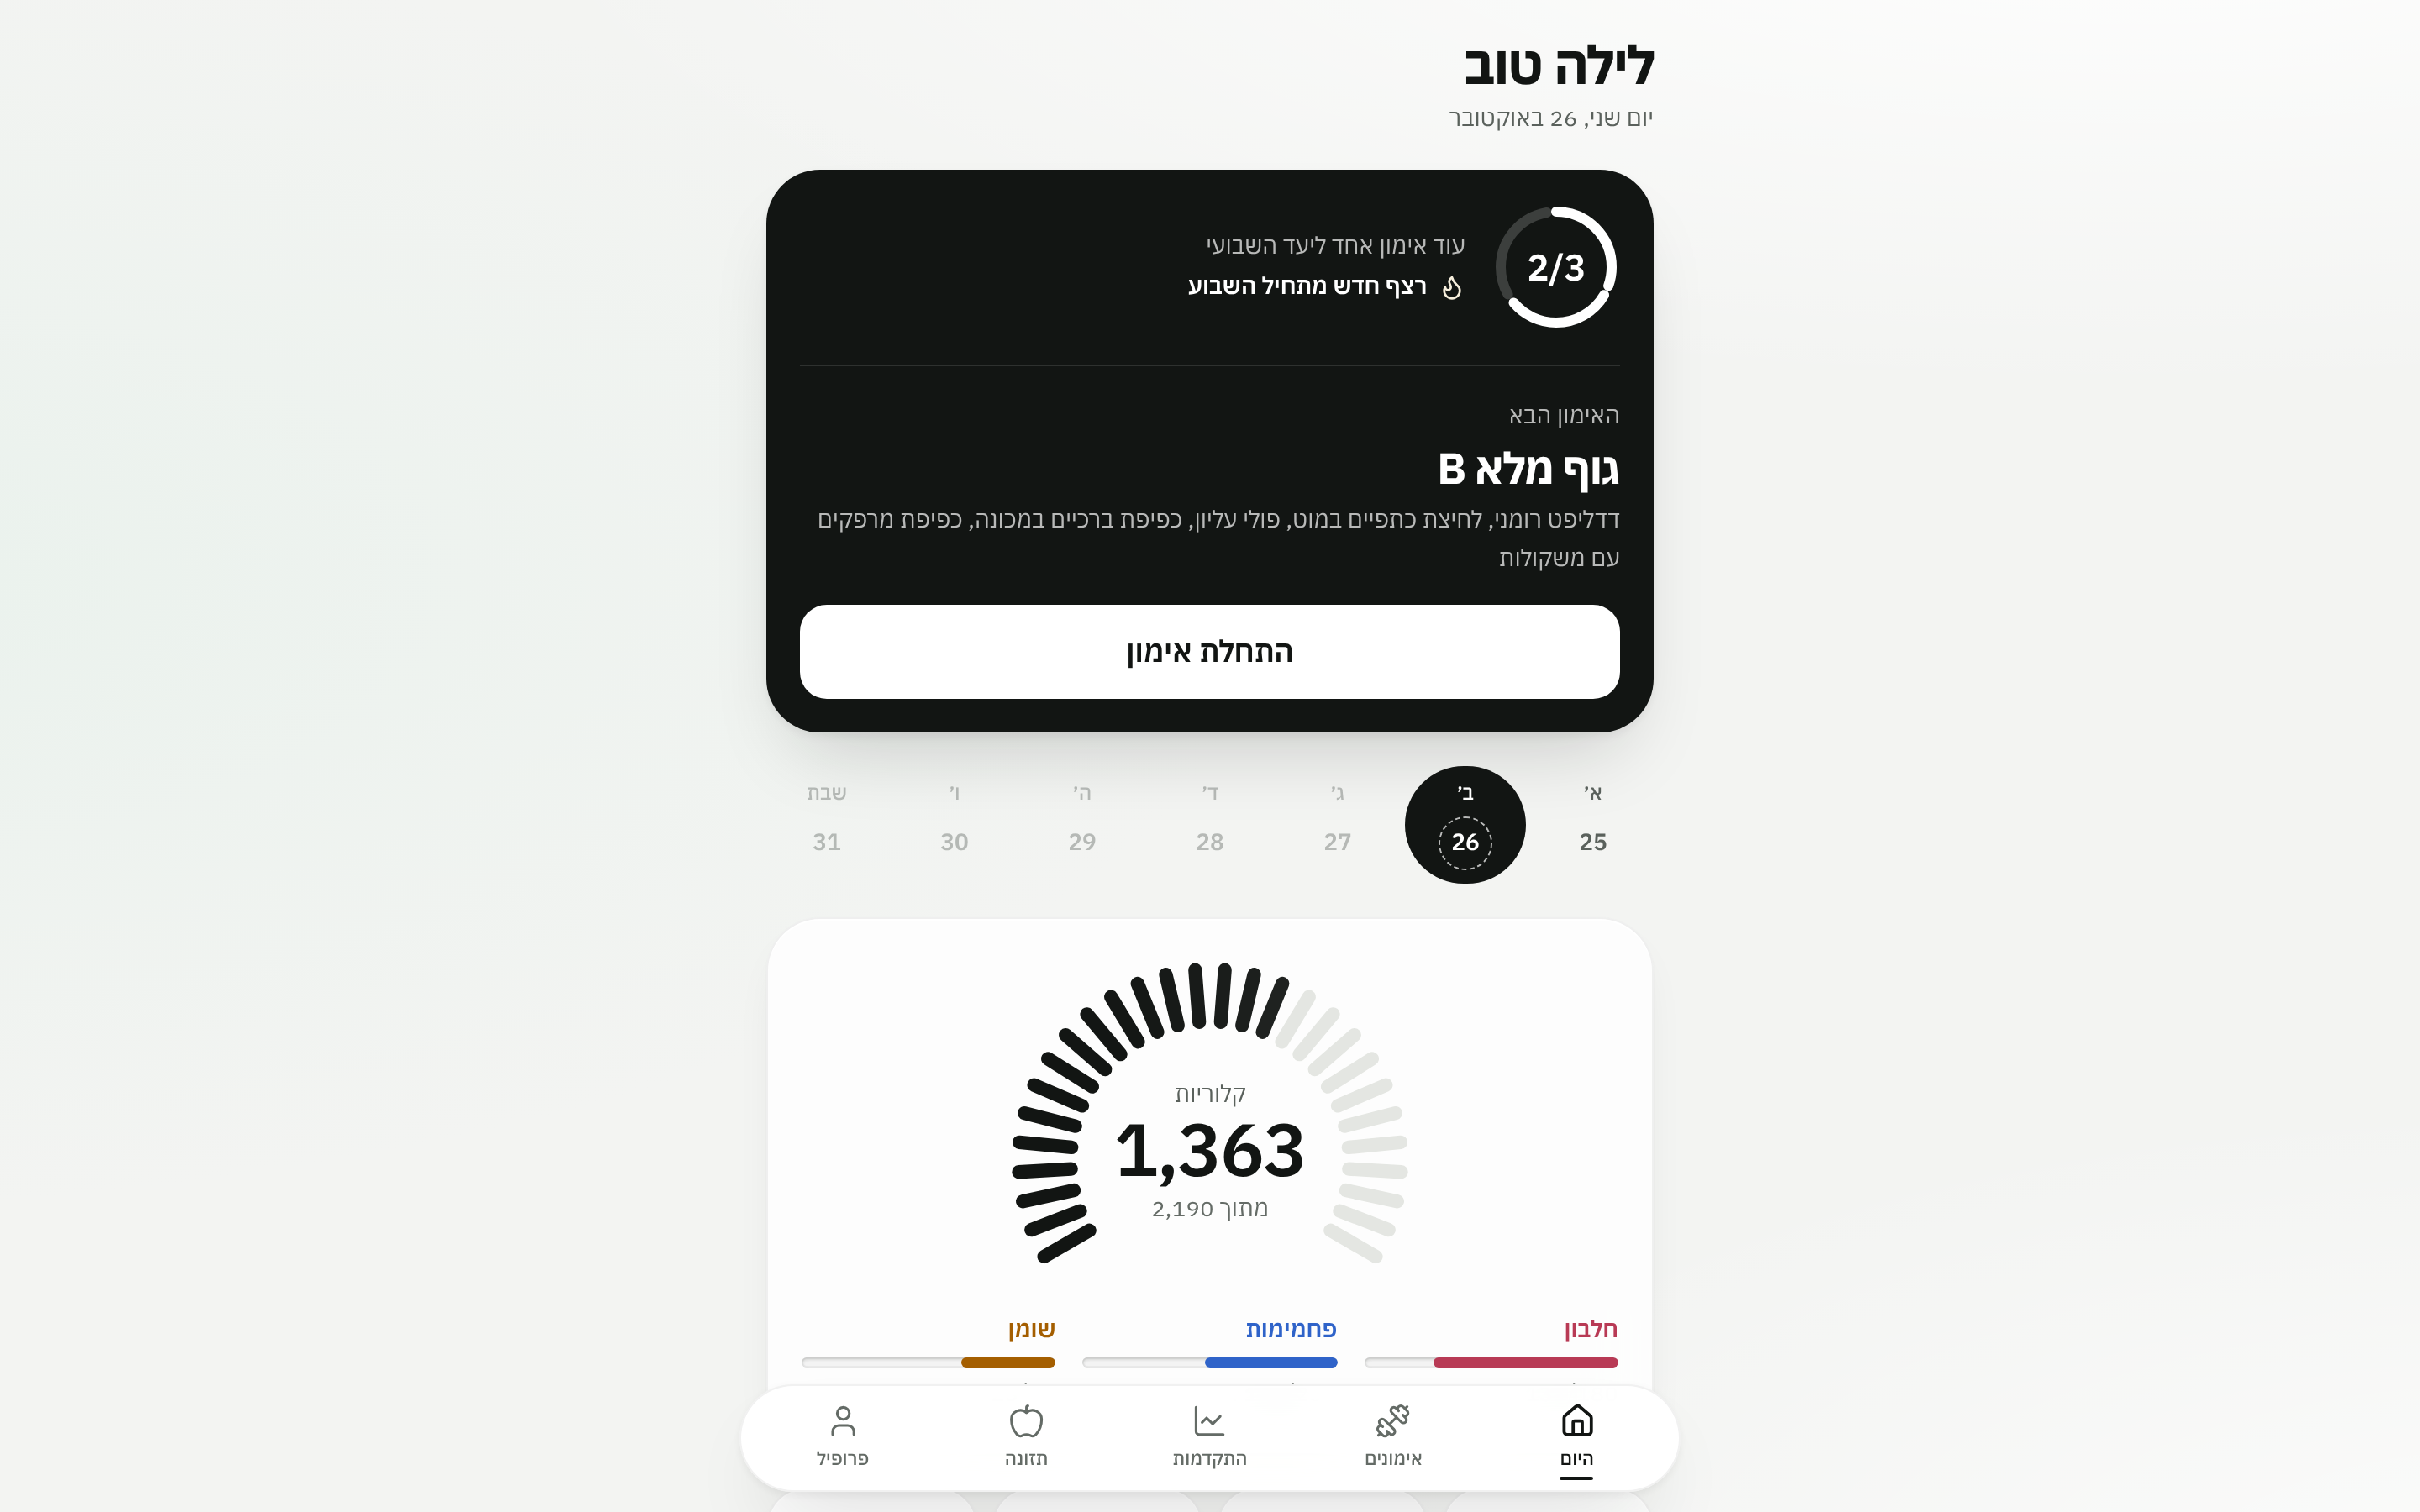 לילה טוב
יום שני, 26 באוקטובר
2/3
עוד אימון אחד ליעד השבועי
רצף חדש מתחיל השבוע
האימון הבא
גוף מלא B
דדליפט רומני, לחיצת כתפיים במוט, פולי עליון, כפיפת ברכיים במכונה, כפיפת מרפקים
עם משקולות
התחלת אימון
א׳ ב׳ ג׳ ד׳ ה׳ ו׳ שבת
25 26 27 28 29 30 31
קלוריות
1,363
מתוך 2,190
חלבון פחמימות שומן
היום אימונים התקדמות תזונה פרופיל